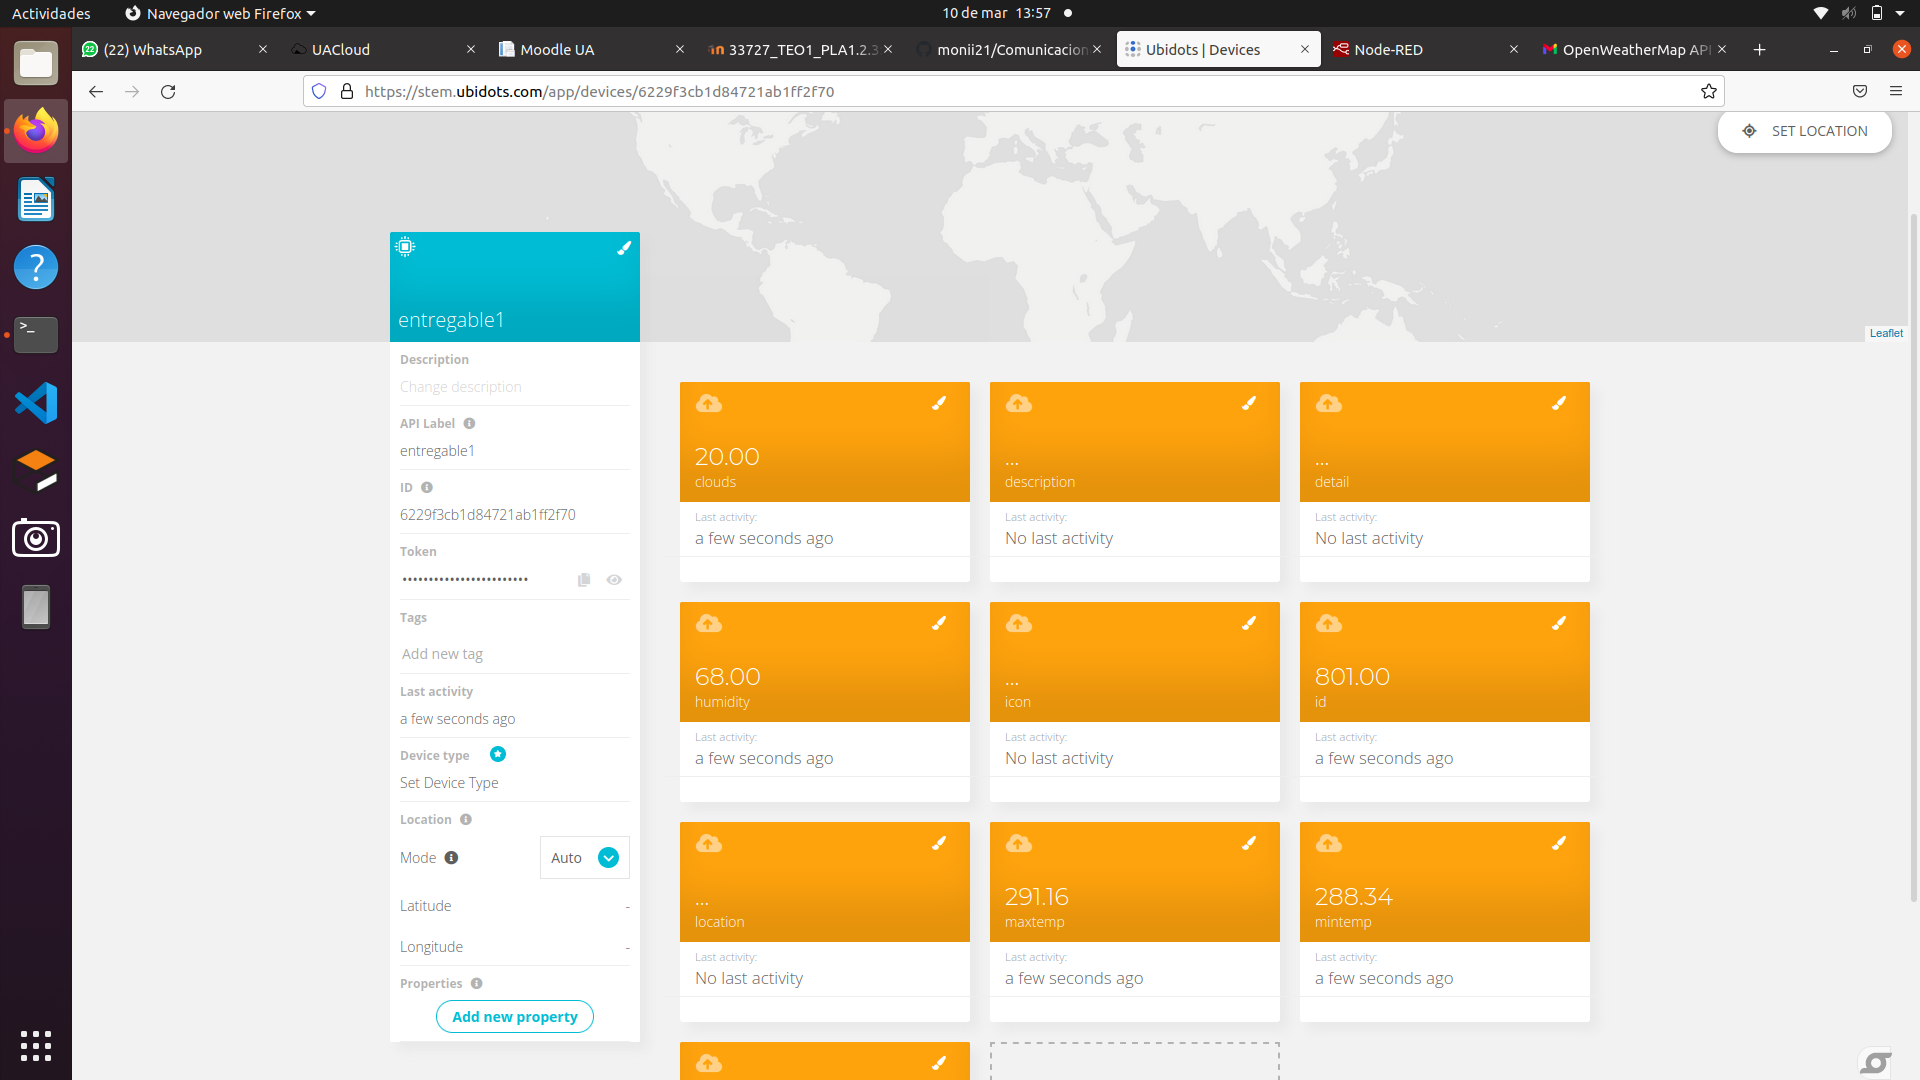 Actividades
Navegador web Firefox
10 de mar 13:57
(22) WhatsApp
UACloud
Moodle UA
33727_TEO1_PLA1.2.3
monii21/Comunicacion
Ubidots | Devices
Node-RED
OpenWeatherMap API
https://stem.ubidots.com/app/devices/6229f3cb1d84721ab1ff2f70
SET LOCATION
Leaflet
entregable1
Description
Change description
API Label
entregable1
ID
6229f3cb1d84721ab1ff2f70
Token
••••••••••••••••••••••••
Tags
Add new tag
Last activity
a few seconds ago
Device type
Set Device Type
Location
Mode
Auto
Latitude
-
Longitude
-
Properties
Add new property
20.00
clouds
Last activity:
a few seconds ago
...
description
Last activity:
No last activity
...
detail
Last activity:
No last activity
68.00
humidity
Last activity:
a few seconds ago
...
icon
Last activity:
No last activity
801.00
id
Last activity:
a few seconds ago
...
location
Last activity:
No last activity
291.16
maxtemp
Last activity:
a few seconds ago
288.34
mintemp
Last activity:
a few seconds ago